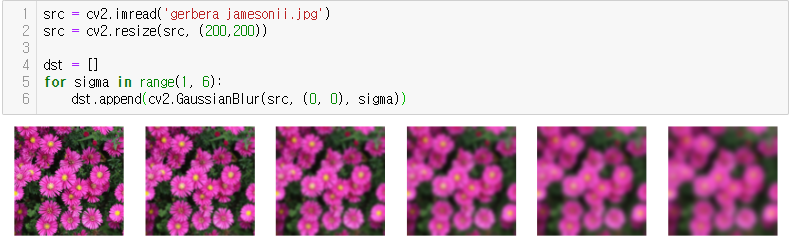 1 src = cv2.imread('gerbera jamesonii.jpg')
2 src = cv2.resize(src, (200,200))
3
4 dst = []
5 for sigma in range(1, 6):
6     dst.append(cv2.GaussianBlur(src, (0, 0), sigma))